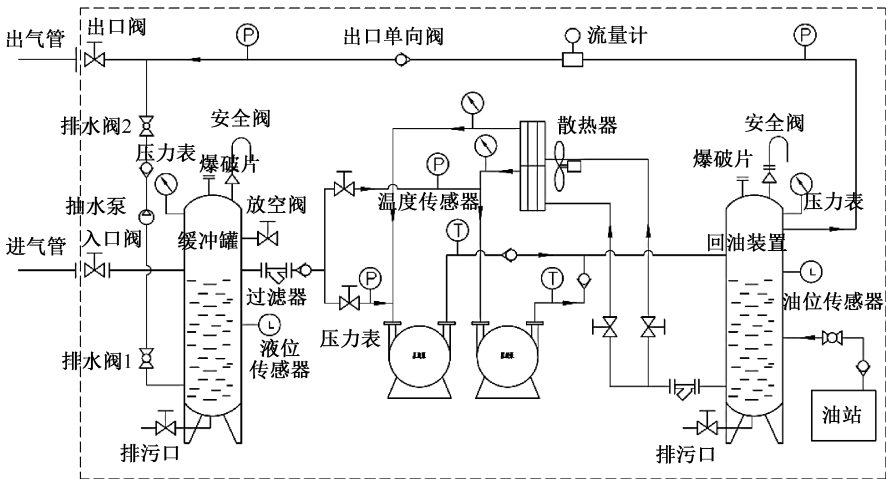 出气管
出口阀
P
出口单向阀
流量计
P
排水阀2
安全阀
压力表
爆破片
散热器
安全阀
爆破片
P
抽水泵
放空阀
温度传感器
压力表
进气管
入口阀
缓冲罐
T
回油装置
过滤器
P
T
油位传感器
压力表
液位
传感器
排水阀1
油站
排污口
排污口